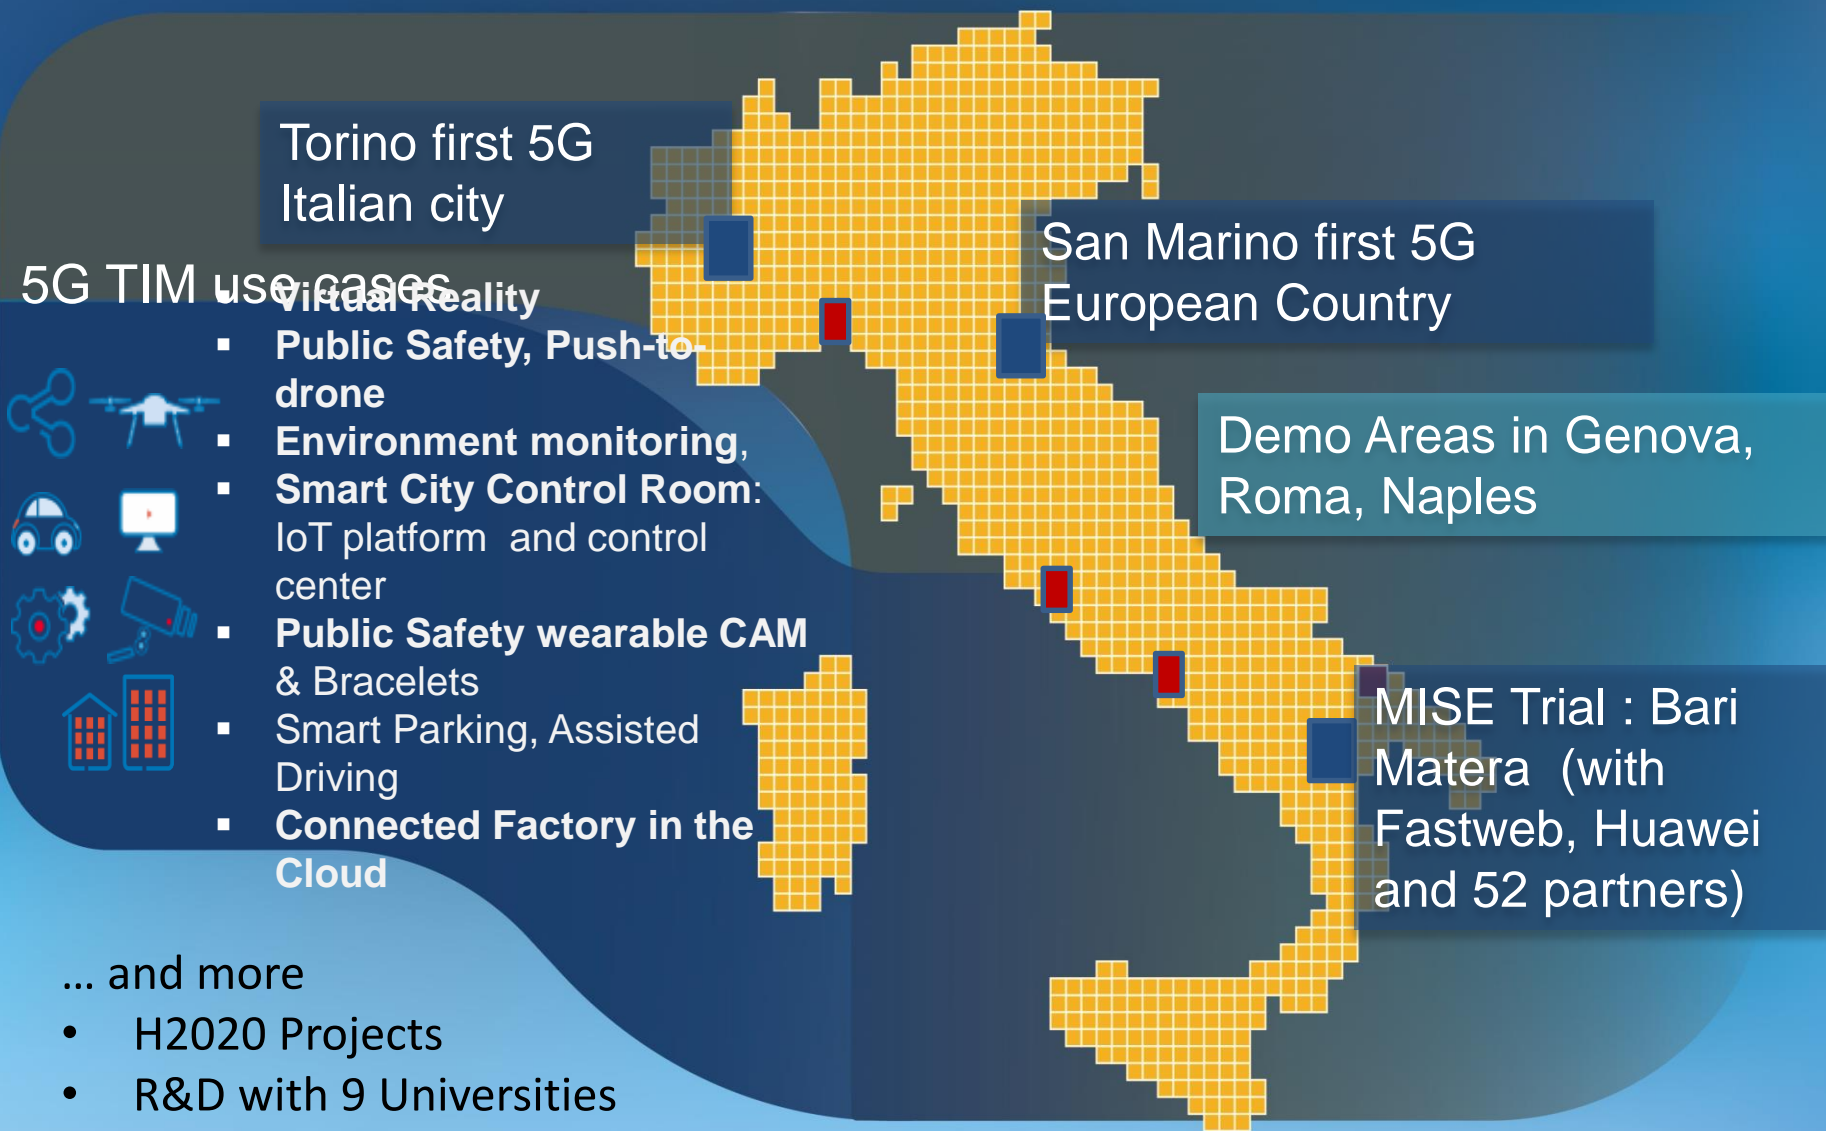 Torino first 5G
Italian city
San Marino first 5G
European Country
5G TIM use cases
▪ Virtual Reality
▪ Public Safety, Push-to-
drone
▪ Environment monitoring,
▪ Smart City Control Room:
IoT platform and control
center
▪ Public Safety wearable CAM
& Bracelets
▪ Smart Parking, Assisted
Driving
▪ Connected Factory in the
Cloud
Demo Areas in Genova,
Roma, Naples
MISE Trial : Bari
Matera (with
Fastweb, Huawei
and 52 partners)
... and more
• H2020 Projects
• R&D with 9 Universities